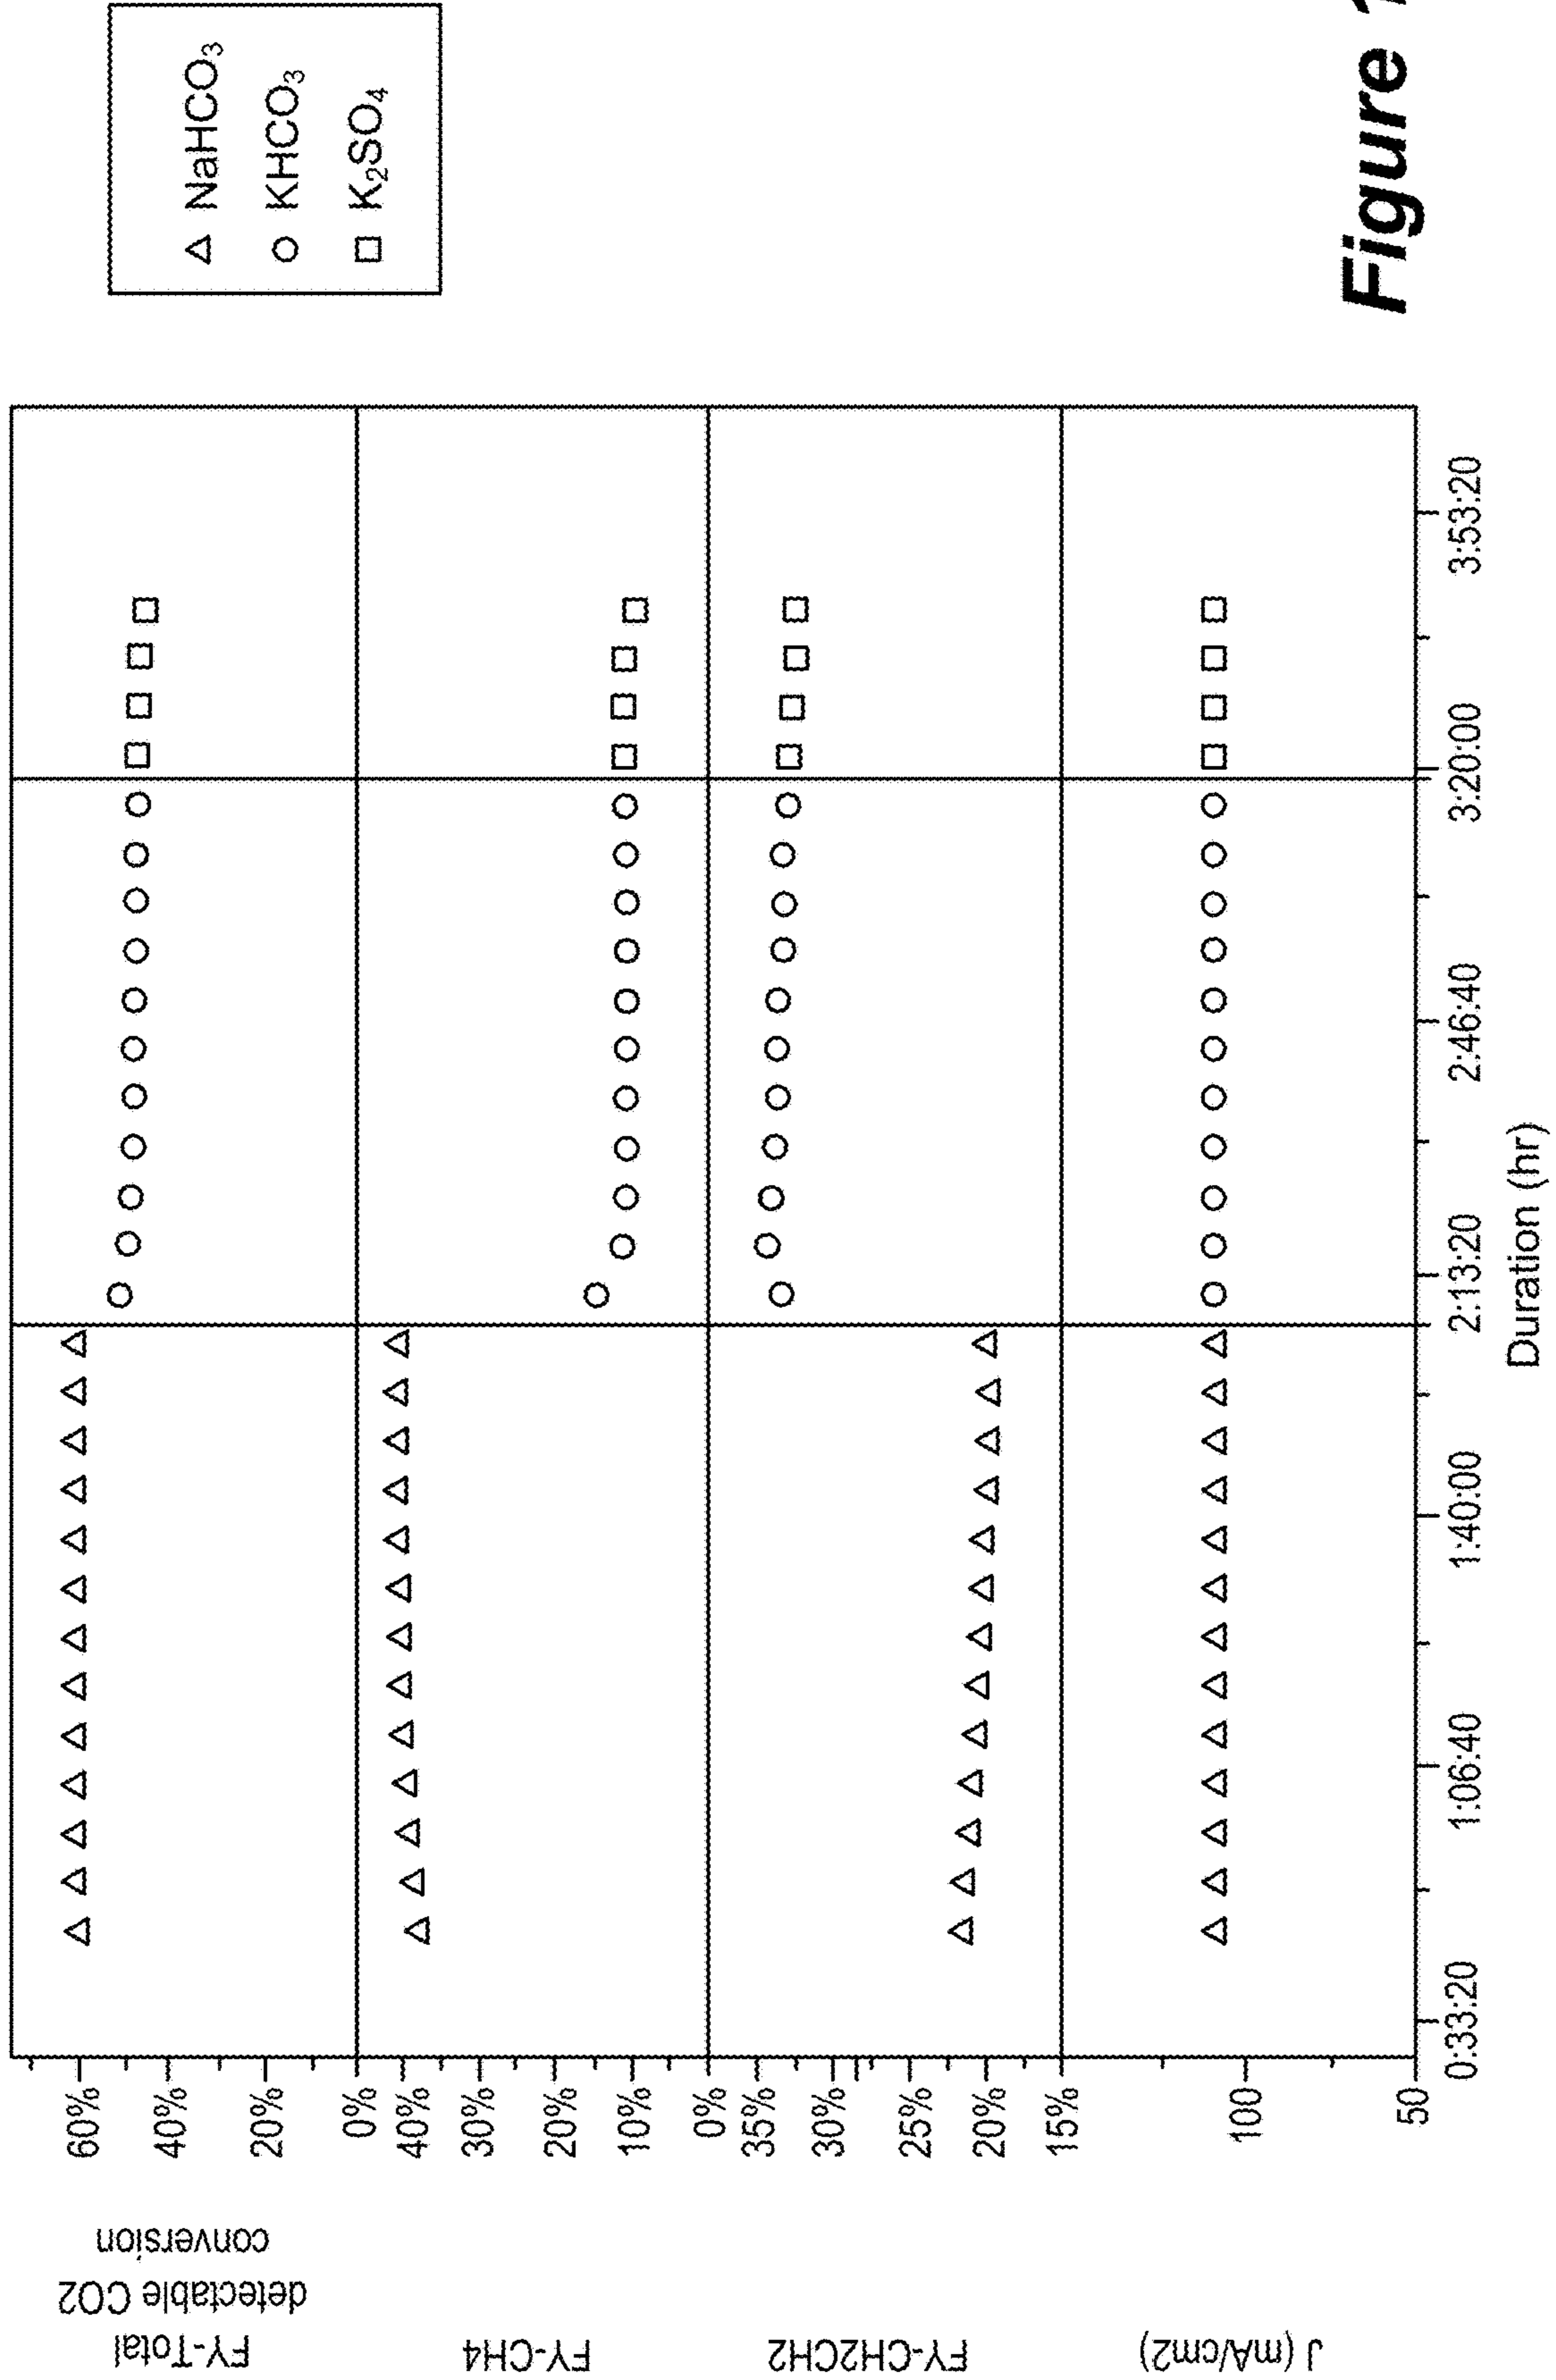 FY-Total
detectable CO2
conversion
60%
40%
20%
0%
FY-CH4
40%
30%
20%
10%
0%
FY-CH2CH2
35%
30%
25%
20%
15%
J (mA/cm2)
100
50
0:33:20
1:06:40
1:40:00
2:13:20
2:46:40
3:20:00
3:53:20
Duration (hr)
NaHCO₃
KHCO₃
K₂SO₄
Figure